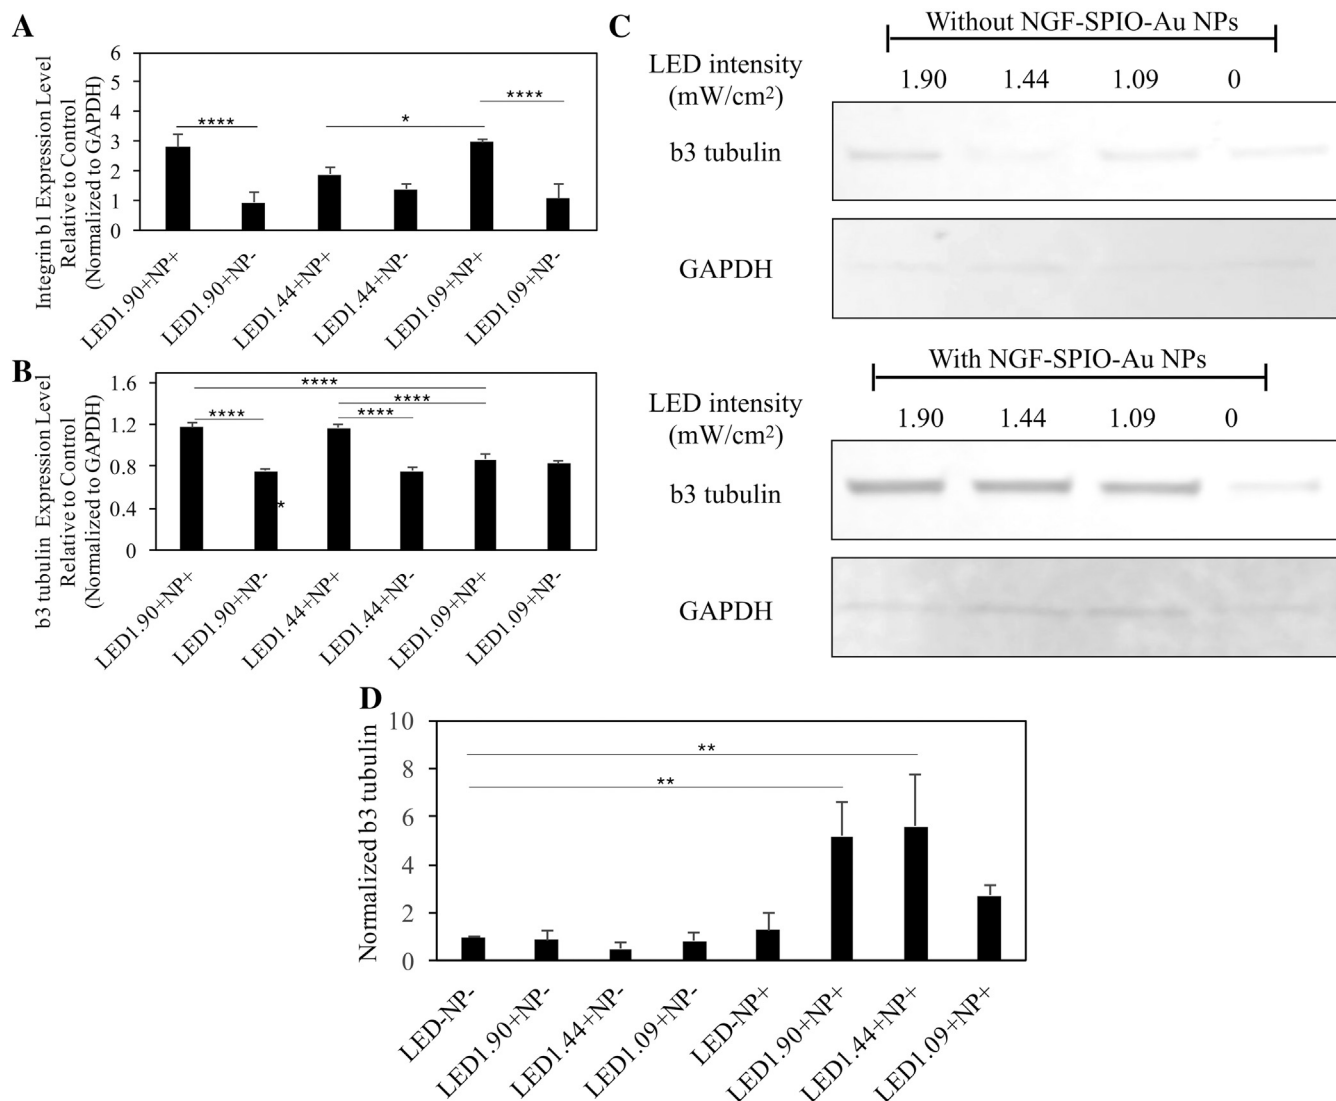 A
Integrin b1 Expression Level
Relative to Control
(Normalized to GAPDH)
6
5
4
3
2
1
0
****
*
****
LED1.90+NP+
LED1.90+NP-
LED1.44+NP+
LED1.44+NP-
LED1.09+NP+
LED1.09+NP-
B
b3 tubulin Expression Level
Relative to Control
(Normalized to GAPDH)
1.6
1.2
0.8
0.4
0
****
****
****
****
*
LED1.90+NP+
LED1.90+NP-
LED1.44+NP+
LED1.44+NP-
LED1.09+NP+
LED1.09+NP-
C
Without NGF-SPIO-Au NPs
LED intensity
(mW/cm2)
1.90 1.44 1.09 0
b3 tubulin
GAPDH
With NGF-SPIO-Au NPs
LED intensity
(mW/cm2)
1.90 1.44 1.09 0
b3 tubulin
GAPDH
D
Normalized b3 tubulin
10
8
6
4
2
0
**
**
LED-NP-
LED1.90+NP-
LED1.44+NP-
LED1.09+NP-
LED-NP+
LED1.90+NP+
LED1.44+NP+
LED1.09+NP+